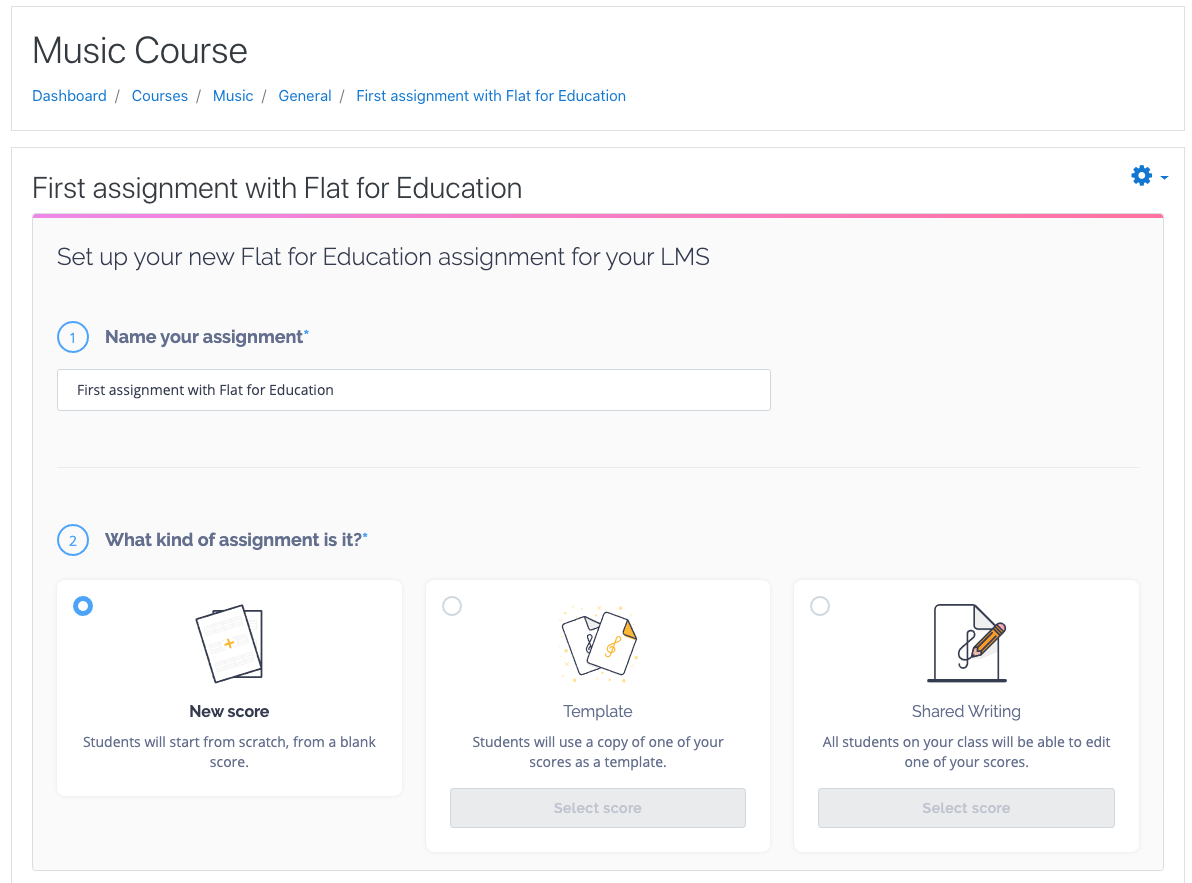 Music Course
Dashboard / Courses / Music / General / First assignment with Flat for Education
First assignment with Flat for Education
Set up your new Flat for Education assignment for your LMS
1 Name your assignment*
First assignment with Flat for Education
2 What kind of assignment is it?*
New score
Students will start from scratch, from a blank
score.
Template
Students will use a copy of one of your
scores as a template.
Select score
Shared Writing
All students on your class will be able to edit
one of your scores.
Select score